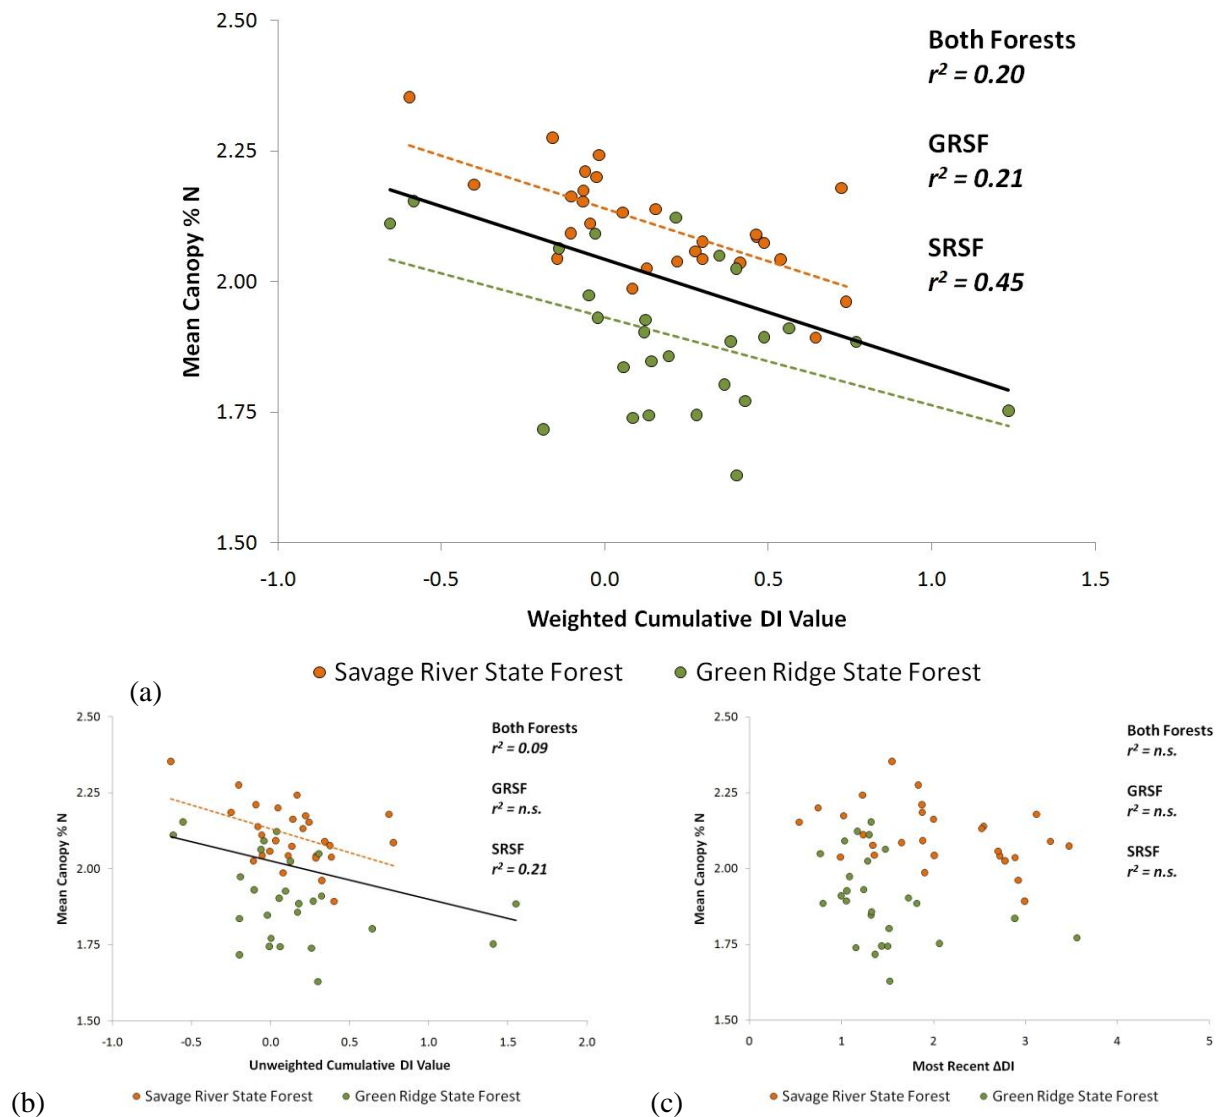 2.50
2.25
2.00
1.75
1.50
Mean Canopy % N
-1.0 -0.5 0.0 0.5 1.0 1.5
Weighted Cumulative DI Value
Both Forests
r² = 0.20
GRSF
r² = 0.21
SRSF
r² = 0.45
Savage River State Forest Green Ridge State Forest
(a)
2.50
2.25
2.00
1.75
1.50
Mean Canopy % N
-1.0 -0.5 0.0 0.5 1.0 1.5 2.0
Unweighted Cumulative DI Value
Both Forests
r² = 0.09
GRSF
r² = n.s.
SRSF
r² = 0.21
Savage River State Forest Green Ridge State Forest
(b)
2.50
2.25
2.00
1.75
1.50
Mean Canopy % N
0 1 2 3 4 5
Most Recent ΔDI
Both Forests
r² = n.s.
GRSF
r² = n.s.
SRSF
r² = n.s.
Savage River State Forest Green Ridge State Forest
(c)